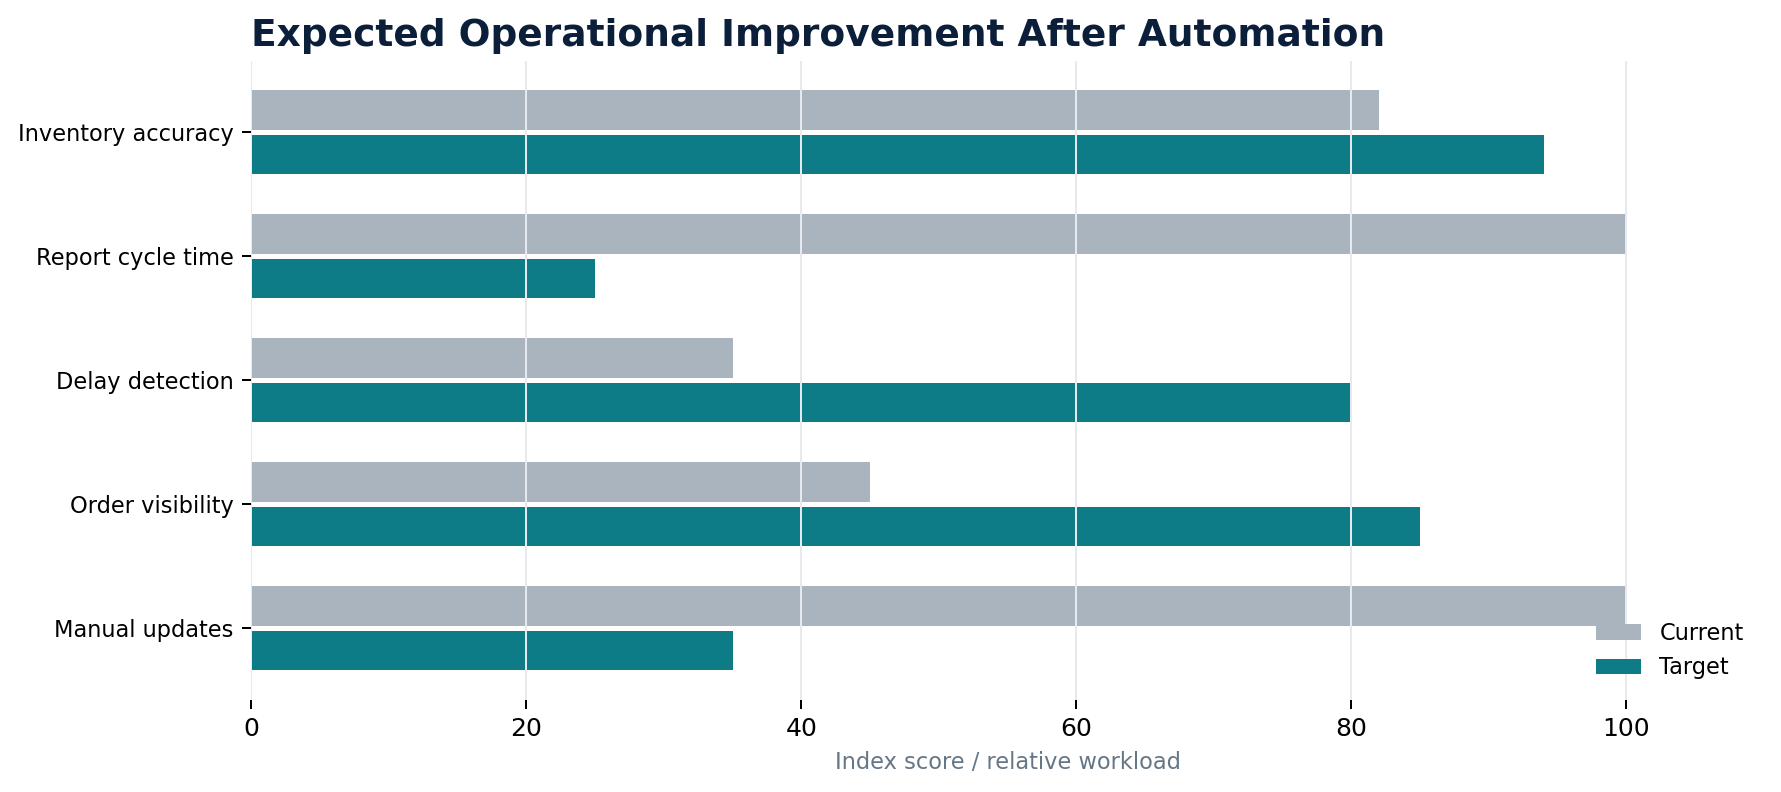 Expected Operational Improvement After Automation
Inventory accuracy
Report cycle time
Delay detection
Order visibility
Manual updates
Current
Target
0 20 40 60 80 100
Index score / relative workload